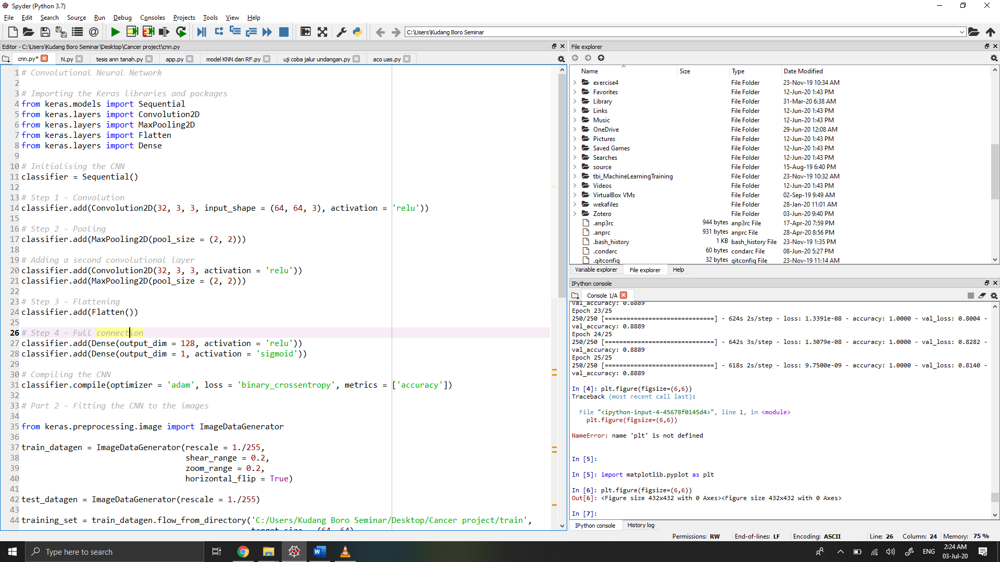 Spyder (Python 3.7)
File Edit Search Source Run Debug Consoles Projects Tools View Help
C:\Users\Kudang Boro Seminar
Editor - C:\Users\Kudang Boro Seminar\Desktop\Cancer project\cnn.py
cnn.py* N.py tesis ann tanah.py app.py model KNN dan RF.py uji coba jalur undangan.py aco uas.py
1 # Convolutional Neural Network
2
3 # Importing the Keras libraries and packages
4 from keras.models import Sequential
5 from keras.layers import Convolution2D
6 from keras.layers import MaxPooling2D
7 from keras.layers import Flatten
8 from keras.layers import Dense
9
10 # Initialising the CNN
11 classifier = Sequential()
12
13 # Step 1 - Convolution
14 classifier.add(Convolution2D(32, 3, 3, input_shape = (64, 64, 3), activation = 'relu'))
15
16 # Step 2 - Pooling
17 classifier.add(MaxPooling2D(pool_size = (2, 2)))
18
19 # Adding a second convolutional layer
20 classifier.add(Convolution2D(32, 3, 3, activation = 'relu'))
21 classifier.add(MaxPooling2D(pool_size = (2, 2)))
22
23 # Step 3 - Flattening
24 classifier.add(Flatten())
25
26 # Step 4 - Full connection
27 classifier.add(Dense(output_dim = 128, activation = 'relu'))
28 classifier.add(Dense(output_dim = 1, activation = 'sigmoid'))
29
30 # Compiling the CNN
31 classifier.compile(optimizer = 'adam', loss = 'binary_crossentropy', metrics = ['accuracy'])
32
33 # Part 2 - Fitting the CNN to the images
34
35 from keras.preprocessing.image import ImageDataGenerator
36
37 train_datagen = ImageDataGenerator(rescale = 1./255,
38 shear_range = 0.2,
39 zoom_range = 0.2,
40 horizontal_flip = True)
41
42 test_datagen = ImageDataGenerator(rescale = 1./255)
43
44 training_set = train_datagen.flow_from_directory('C:/Users/Kudang Boro Seminar/Desktop/Cancer project/train',
target_size = (64, 64)
File explorer
Name Size Type Date Modified
exercise4 File Folder 23-Nov-19 10:34 AM
Favorites File Folder 12-Jun-20 1:43 PM
Library File Folder 31-Mar-20 6:38 AM
Links File Folder 12-Jun-20 1:43 PM
Music File Folder 12-Jun-20 1:43 PM
OneDrive File Folder 29-Jun-20 12:08 AM
Pictures File Folder 12-Jun-20 1:43 PM
Saved Games File Folder 12-Jun-20 1:43 PM
Searches File Folder 12-Jun-20 1:43 PM
source File Folder 15-Aug-19 6:40 PM
tbi_MachineLearningTraining File Folder 23-Nov-19 10:32 AM
Videos File Folder 12-Jun-20 1:43 PM
VirtualBox VMs File Folder 02-Sep-19 9:49 AM
wekafiles File Folder 28-Jan-20 11:01 AM
Zotero File Folder 03-Jun-20 9:40 PM
.anp3rc 944 bytes anp3rc File 17-Apr-20 7:59 PM
.anprc 931 bytes anprc File 28-Apr-20 8:56 PM
.bash_history 1 KB bash_history File 23-Nov-19 1:35 PM
.condarc 60 bytes condarc File 08-Jun-20 5:27 PM
.gitconfig 32 bytes gitconfig File 23-Nov-19 11:14 AM
Variable explorer File explorer Help
IPython console
Console 1/A
val_accuracy: 0.8889
Epoch 23/25
250/250 [==============================] - 624s 2s/step - loss: 1.3391e-08 - accuracy: 1.0000 - val_loss: 0.8004 -
val_accuracy: 0.8889
Epoch 24/25
250/250 [==============================] - 642s 3s/step - loss: 1.3079e-08 - accuracy: 1.0000 - val_loss: 0.8282 -
val_accuracy: 0.8889
Epoch 25/25
250/250 [==============================] - 618s 2s/step - loss: 9.7500e-09 - accuracy: 1.0000 - val_loss: 0.8140 -
val_accuracy: 0.8889
In [4]: plt.figure(figsize=(6,6))
Traceback (most recent call last):
File "<ipython-input-4-45678f0145d4>", line 1, in <module>
plt.figure(figsize=(6,6))
NameError: name 'plt' is not defined
In [5]:
In [5]: import matplotlib.pyplot as plt
In [6]: plt.figure(figsize=(6,6))
Out[6]: <Figure size 432x432 with 0 Axes><Figure size 432x432 with 0 Axes>
In [7]:
IPython console History log
Permissions: RW End-of-lines: LF Encoding: ASCII Line: 26 Column: 24 Memory: 75 %
Type here to search
ENG
2:24 AM
03-Jul-20